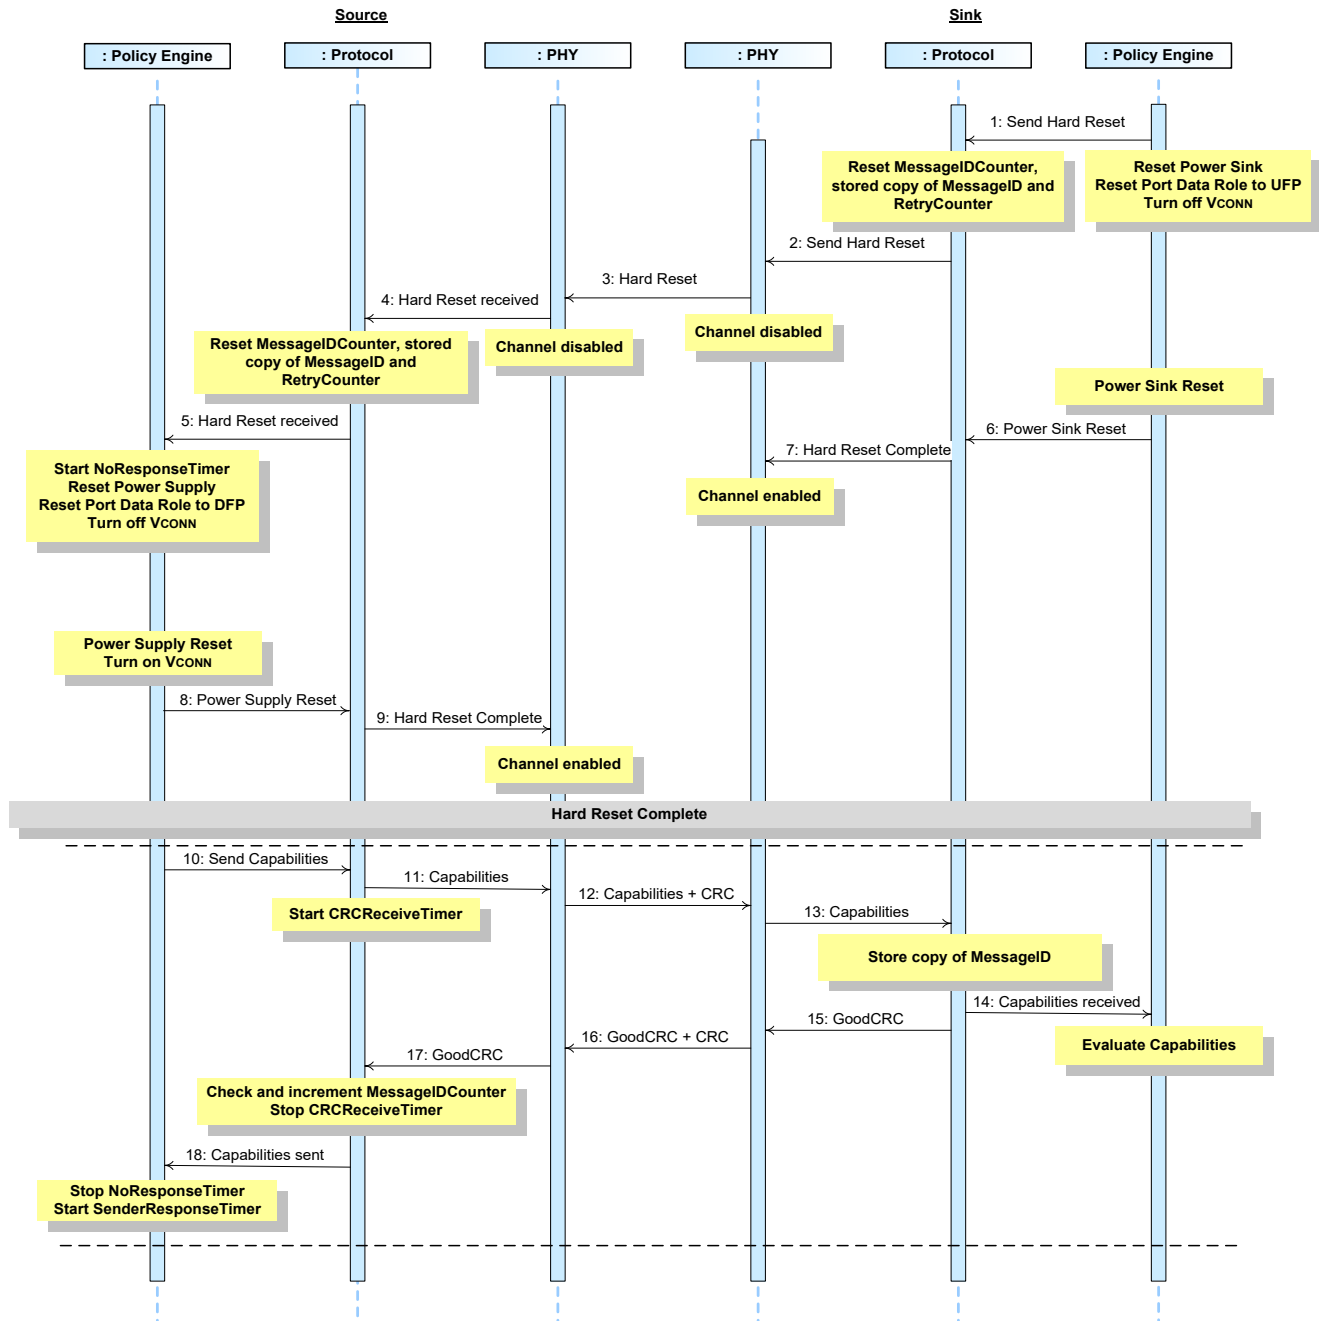 Source
Sink
: Policy Engine
: Protocol
: PHY
: PHY
: Protocol
: Policy Engine
1: Send Hard Reset
Reset MessageIDCounter,
stored copy of MessageID and
RetryCounter
Reset Power Sink
Reset Port Data Role to UFP
Turn off VCONN
2: Send Hard Reset
3: Hard Reset
4: Hard Reset received
Channel disabled
Reset MessageIDCounter, stored
copy of MessageID and
RetryCounter
Channel disabled
Power Sink Reset
5: Hard Reset received
6: Power Sink Reset
7: Hard Reset Complete
Start NoResponseTimer
Reset Power Supply
Reset Port Data Role to DFP
Turn off VCONN
Channel enabled
Power Supply Reset
Turn on VCONN
8: Power Supply Reset
9: Hard Reset Complete
Channel enabled
Hard Reset Complete
10: Send Capabilities
11: Capabilities
12: Capabilities + CRC
Start CRCReceiveTimer
13: Capabilities
Store copy of MessageID
14: Capabilities received
15: GoodCRC
16: GoodCRC + CRC
Evaluate Capabilities
17: GoodCRC
Check and increment MessageIDCounter
Stop CRCReceiveTimer
18: Capabilities sent
Stop NoResponseTimer
Start SenderResponseTimer